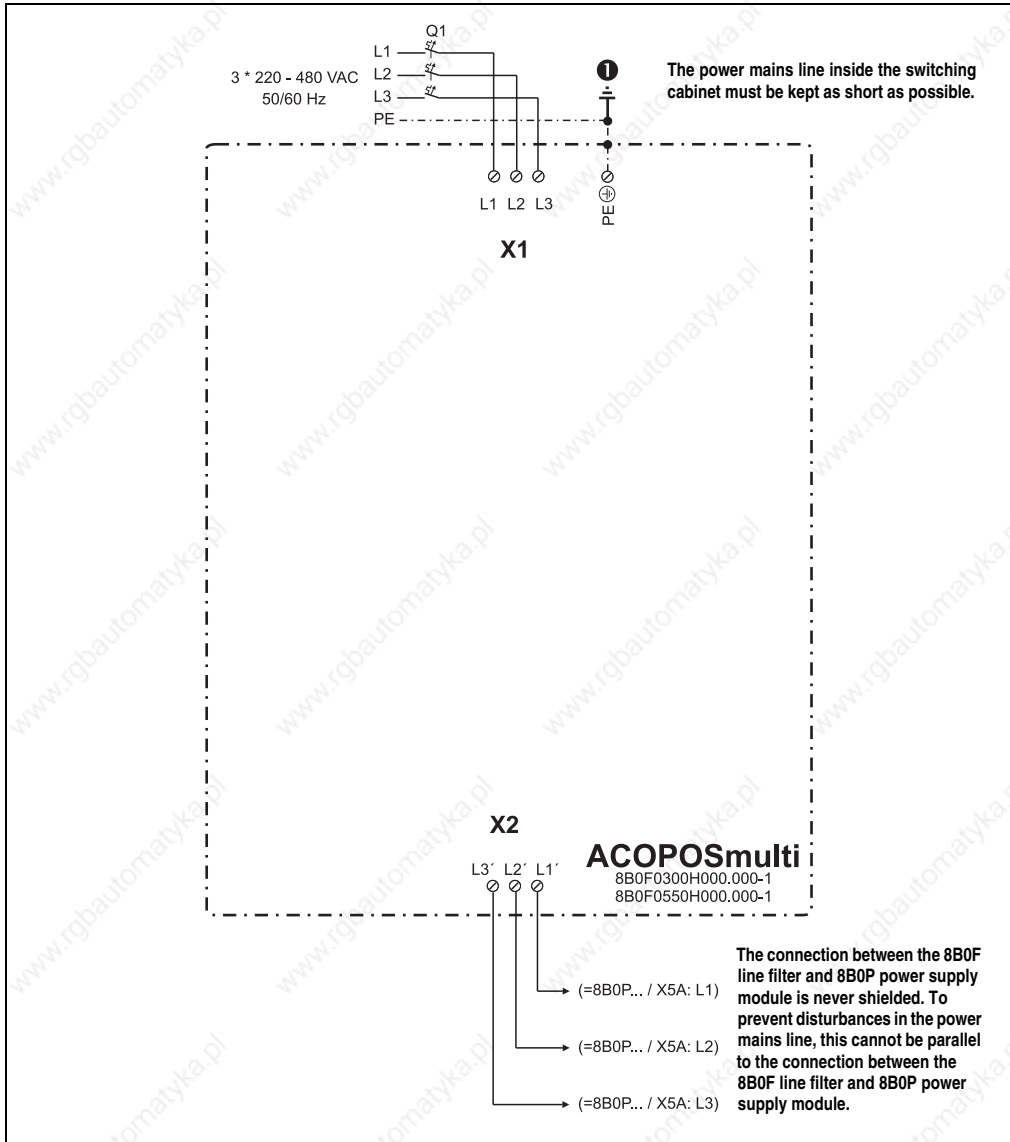 Q1
L1
L2
L3
PE
3 * 220 - 480 VAC
50/60 Hz
❶
The power mains line inside the switching
cabinet must be kept as short as possible.
L1 L2 L3
PE
X1
X2
L3´ L2´ L1´
ACOPOSmulti
8B0F0300H000.000-1
8B0F0550H000.000-1
(=8B0P... / X5A: L1)
(=8B0P... / X5A: L2)
(=8B0P... / X5A: L3)
The connection between the 8B0F
line filter and 8B0P power supply
module is never shielded. To
prevent disturbances in the power
mains line, this cannot be parallel
to the connection between the
8B0F line filter and 8B0P power
supply module.
www.rgbautomatyka.pl